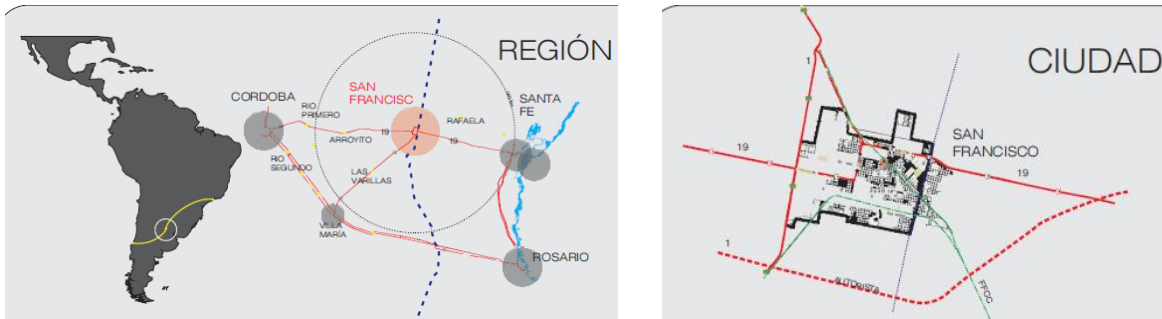 REGIÓN
CORDOBA
RIO
PRIMERO
SAN
FRANCISC
RAFAELA
SANTA
FE
ARROYITO
19
19
RIO
SEGUNDO
LAS
VARILLAS
VILLA
MARÍA
ROSARIO
CIUDAD
1
SAN
FRANCISCO
19
19
1
AUTOPISTA
FFCC